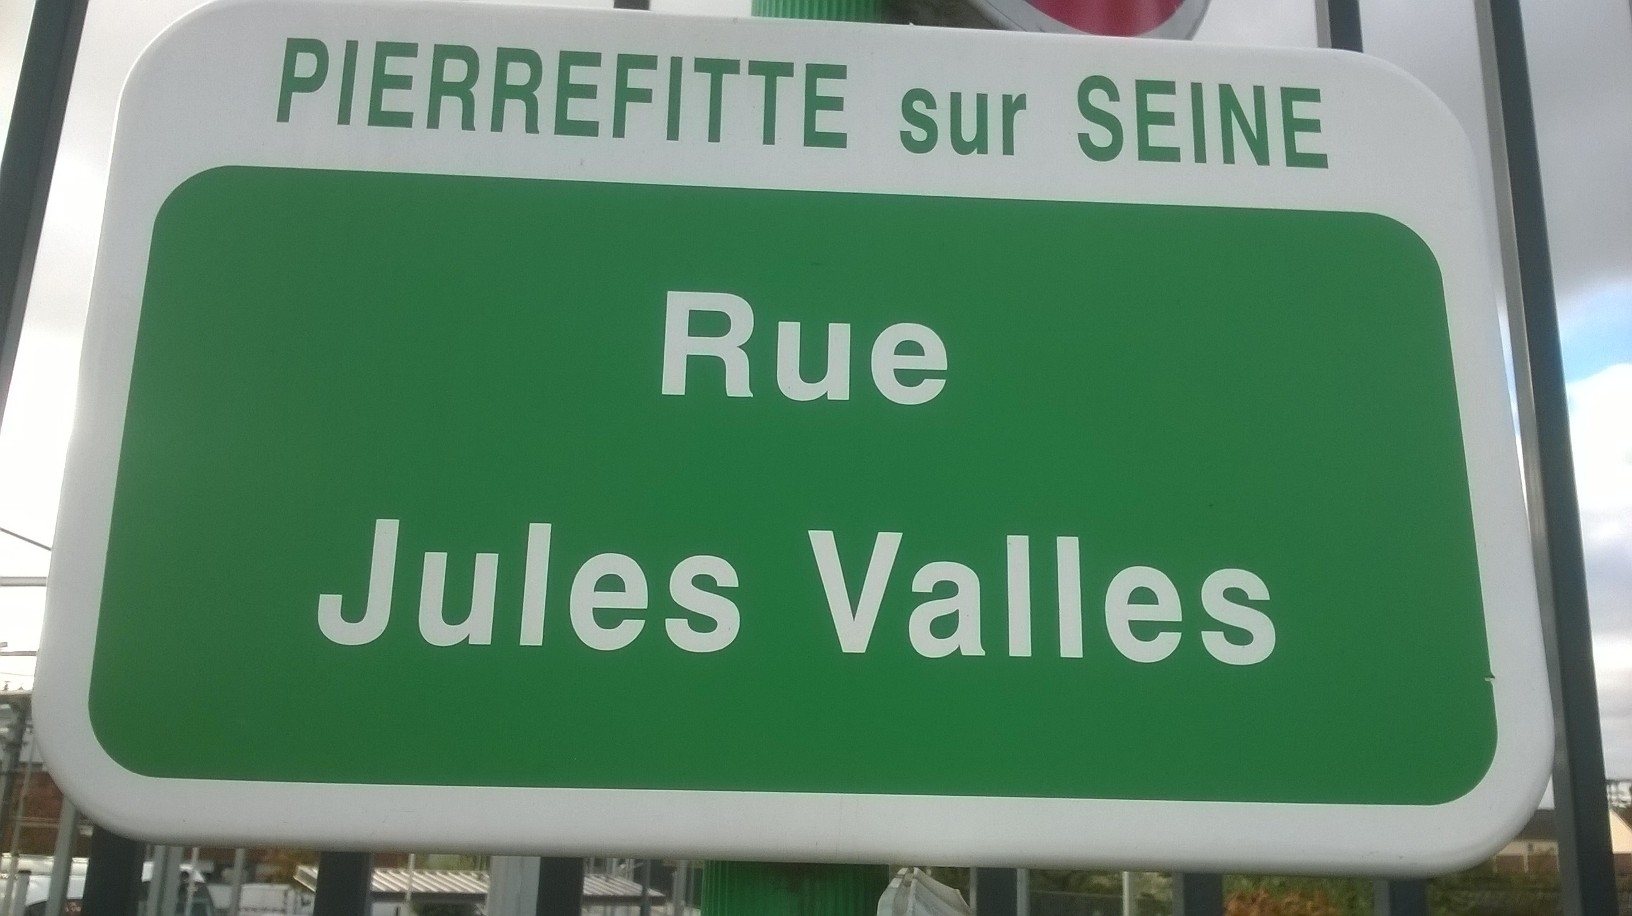 PIERREFITTE sur SEINE
Rue
Jules Valles